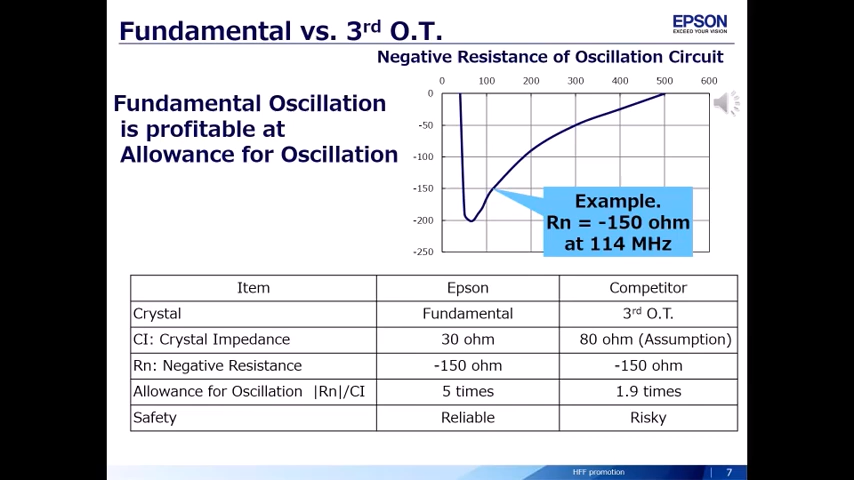 Fundamental vs. 3rd O.T.
EPSON
EXCEED YOUR VISION
Negative Resistance of Oscillation Circuit
Fundamental Oscillation
is profitable at
Allowance for Oscillation
0 100 200 300 400 500 600
0
-50
-100
-150
-200
-250
Example.
Rn = -150 ohm
at 114 MHz
Item Epson Competitor
Crystal Fundamental 3rd O.T.
CI: Crystal Impedance 30 ohm 80 ohm (Assumption)
Rn: Negative Resistance -150 ohm -150 ohm
Allowance for Oscillation |Rn|/CI 5 times 1.9 times
Safety Reliable Risky
HFF promotion 7